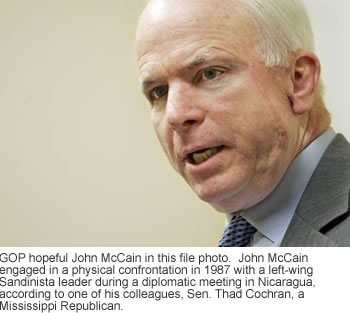 GOP hopeful John McCain in this file photo.  John McCain
engaged in a physical confrontation in 1987 with a left-wing
Sandinista leader during a diplomatic meeting in Nicaragua,
according to one of his colleagues, Sen. Thad Cochran, a
Mississippi Republican.